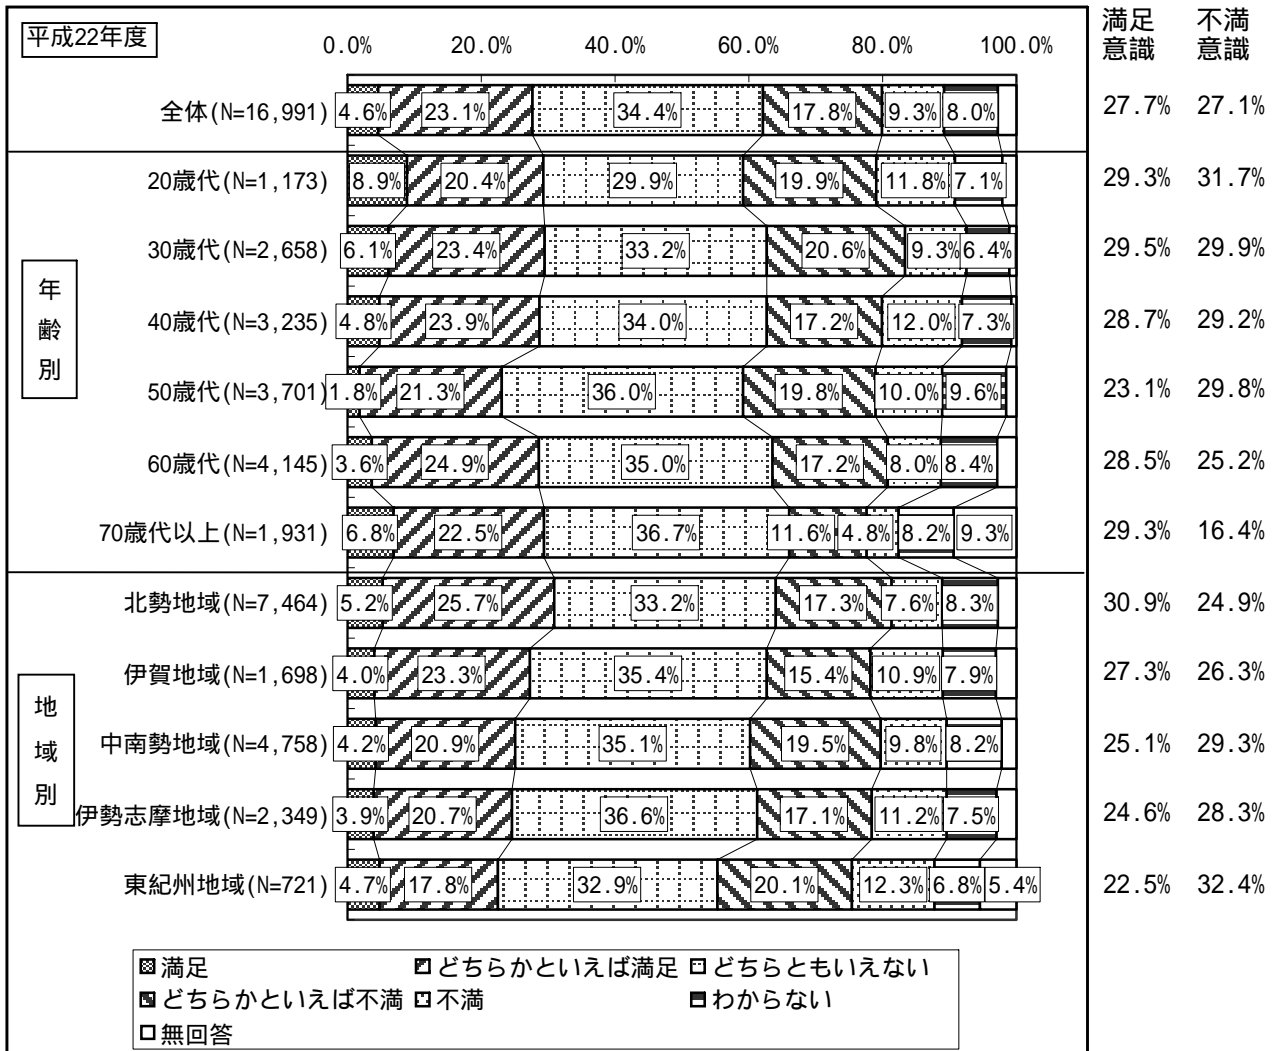 満足 不満
平成22年度 意識 意識
0.0% 20.0% 40.0% 60.0% 80.0% 100.0%
全体(N=16,991) 4.6% 23.1% 34.4% 17.8% 9.3% 8.0% 27.7% 27.1%
年齢別
20歳代(N=1,173) 8.9% 20.4% 29.9% 19.9% 11.8% 7.1% 29.3% 31.7%
30歳代(N=2,658) 6.1% 23.4% 33.2% 20.6% 9.3% 6.4% 29.5% 29.9%
40歳代(N=3,235) 4.8% 23.9% 34.0% 17.2% 12.0% 7.3% 28.7% 29.2%
50歳代(N=3,701) 1.8% 21.3% 36.0% 19.8% 10.0% 9.6% 23.1% 29.8%
60歳代(N=4,145) 3.6% 24.9% 35.0% 17.2% 8.0% 8.4% 28.5% 25.2%
70歳代以上(N=1,931) 6.8% 22.5% 36.7% 11.6% 4.8% 8.2% 9.3% 29.3% 16.4%
地域別
北勢地域(N=7,464) 5.2% 25.7% 33.2% 17.3% 7.6% 8.3% 30.9% 24.9%
伊賀地域(N=1,698) 4.0% 23.3% 35.4% 15.4% 10.9% 7.9% 27.3% 26.3%
中南勢地域(N=4,758) 4.2% 20.9% 35.1% 19.5% 9.8% 8.2% 25.1% 29.3%
伊勢志摩地域(N=2,349) 3.9% 20.7% 36.6% 17.1% 11.2% 7.5% 24.6% 28.3%
東紀州地域(N=721) 4.7% 17.8% 32.9% 20.1% 12.3% 6.8% 5.4% 22.5% 32.4%
満足 どちらかといえば満足 どちらともいえない
どちらかといえば不満 不満 わからない
無回答